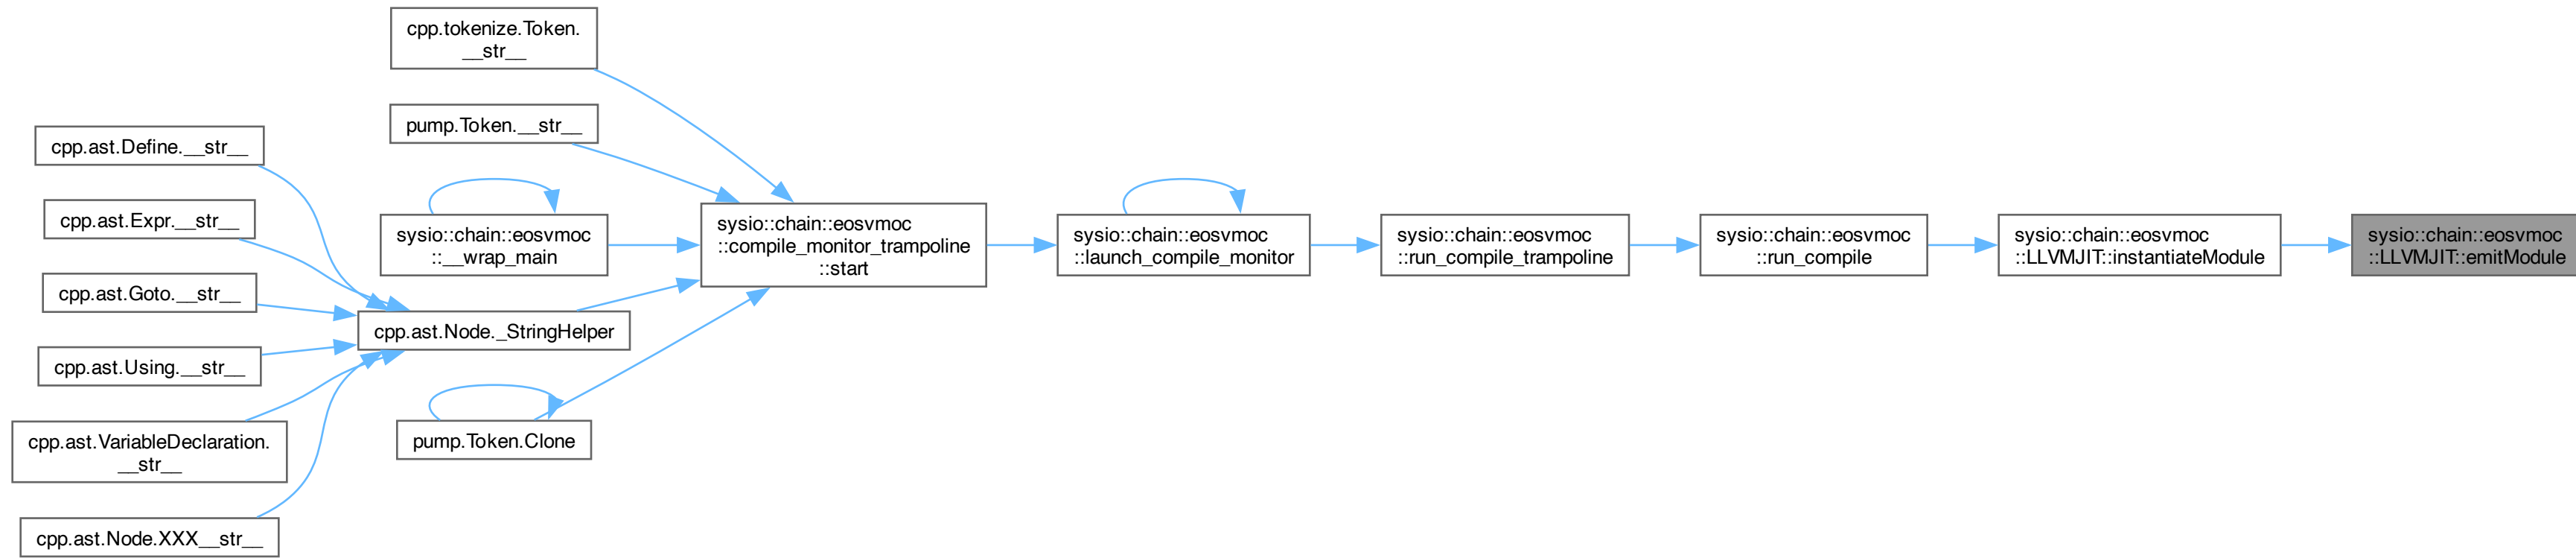 cpp.tokenize.Token.
__str__
pump.Token.__str__
cpp.ast.Define.__str__
cpp.ast.Expr.__str__
sysio::chain::eosvmoc
::__wrap_main
cpp.ast.Goto.__str__
cpp.ast.Node._StringHelper
cpp.ast.Using.__str__
cpp.ast.VariableDeclaration.
__str__
pump.Token.Clone
cpp.ast.Node.XXX__str__
sysio::chain::eosvmoc
::compile_monitor_trampoline
::start
sysio::chain::eosvmoc
::launch_compile_monitor
sysio::chain::eosvmoc
::run_compile_trampoline
sysio::chain::eosvmoc
::run_compile
sysio::chain::eosvmoc
::LLVMJIT::instantiateModule
sysio::chain::eosvmoc
::LLVMJIT::emitModule